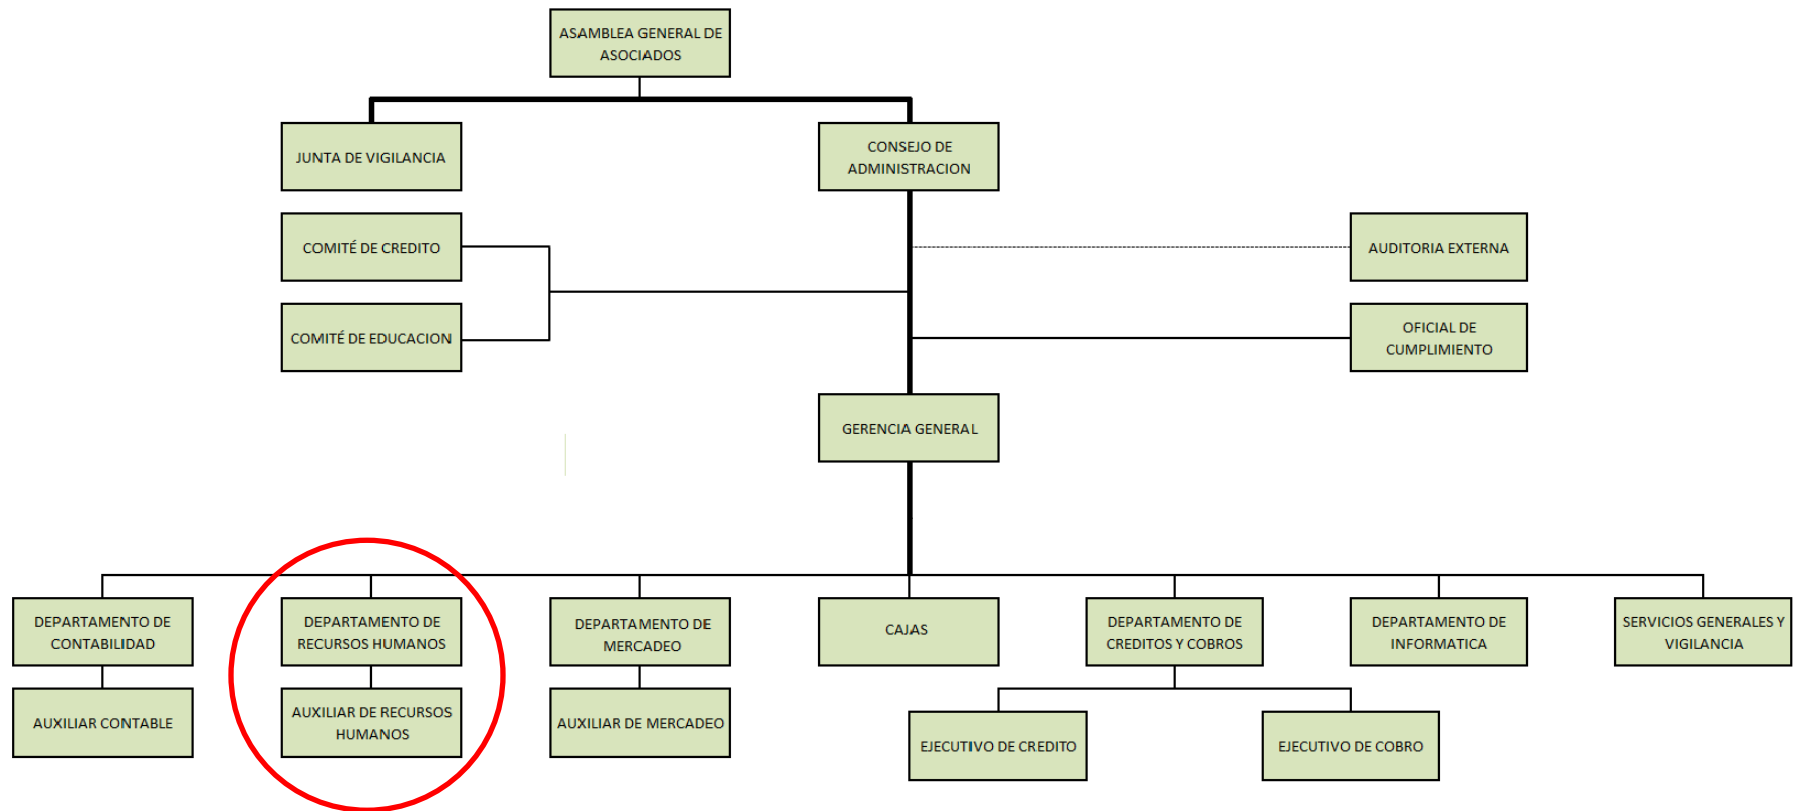 ASAMBLEA GENERAL DE
ASOCIADOS
JUNTA DE VIGILANCIA
CONSEJO DE
ADMINISTRACION
COMITÉ DE CREDITO
AUDITORIA EXTERNA
COMITÉ DE EDUCACION
OFICIAL DE
CUMPLIMIENTO
GERENCIA GENERAL
DEPARTAMENTO DE
CONTABILIDAD
DEPARTAMENTO DE
RECURSOS HUMANOS
DEPARTAMENTO DE
MERCADEO
CAJAS
DEPARTAMENTO DE
CREDITOS Y COBROS
DEPARTAMENTO DE
INFORMATICA
SERVICIOS GENERALES Y
VIGILANCIA
AUXILIAR CONTABLE
AUXILIAR DE RECURSOS
HUMANOS
AUXILIAR DE MERCADEO
EJECUTIVO DE CREDITO
EJECUTIVO DE COBRO